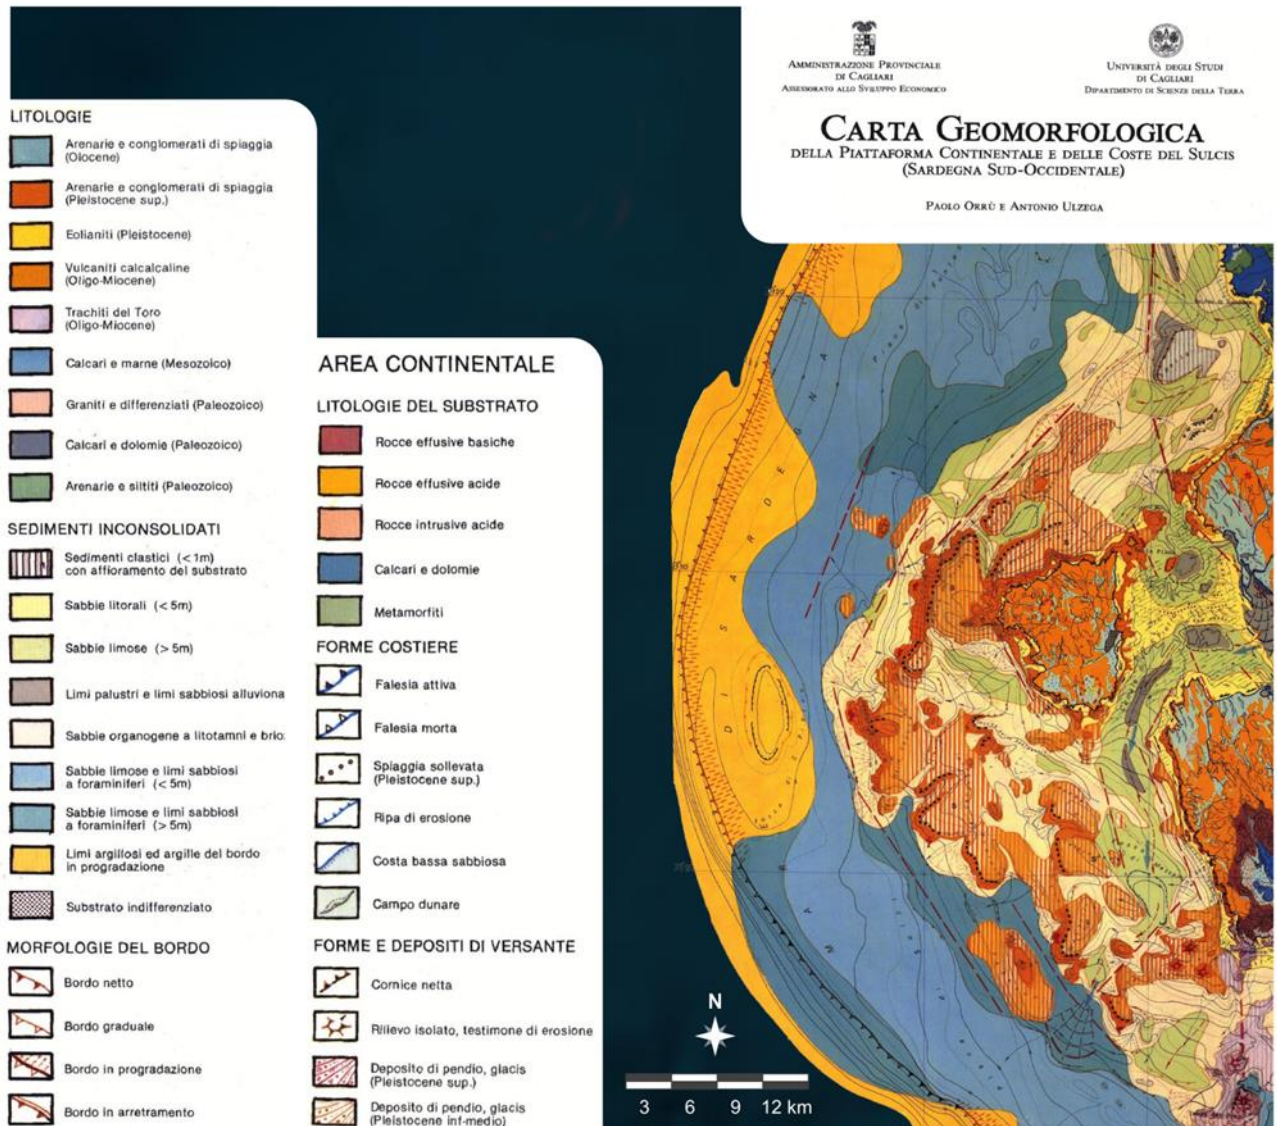 AMMINISTRAZIONE PROVINCIALE
DI CAGLIARI
ASSESSORATO ALLO SVILUPPO ECONOMICO
UNIVERSITÀ DEGLI STUDI
DI CAGLIARI
DIPARTIMENTO DI SCIENZE DELLA TERRA
CARTA GEOMORFOLOGICA
DELLA PIATTAFORMA CONTINENTALE E DELLE COSTE DEL SULCIS
(SARDEGNA SUD-OCCIDENTALE)
PAOLO ORRÙ E ANTONIO ULZEGA
LITOLOGIE
Arenarie e conglomerati di spiaggia
(Olocene)
Arenarie e conglomerati di spiaggia
(Pleistocene sup.)
Eolianiti (Pleistocene)
Vulcaniti calcalcaline
(Oligo-Miocene)
Trachiti del Toro
(Oligo-Miocene)
Calcari e marne (Mesozoico)
Graniti e differenziati (Paleozoico)
Calcari e dolomie (Paleozoico)
Arenarie e siltiti (Paleozoico)
SEDIMENTI INCONSOLIDATI
Sedimenti clastici (<1m)
con affioramento del substrato
Sabbie litorali (<5m)
Sabbie limose (>5m)
Limi palustri e limi sabbiosi alluviona
Sabbie organogene a litotamni e brio
Sabbie limose e limi sabbiosi
a foraminiferi (<5m)
Sabbie limose e limi sabbiosi
a foraminiferi (>5m)
Limi argillosi ed argille del bordo
in progradazione
Substrato indifferenziato
MORFOLOGIE DEL BORDO
Bordo netto
Bordo graduale
Bordo in progradazione
Bordo in arretramento
AREA CONTINENTALE
LITOLOGIE DEL SUBSTRATO
Rocce effusive basiche
Rocce effusive acide
Rocce intrusive acide
Calcari e dolomie
Metamorfiti
FORME COSTIERE
Falesia attiva
Falesia morta
Spiaggia sollevata
(Pleistocene sup.)
Ripa di erosione
Costa bassa sabbiosa
Campo dunare
FORME E DEPOSITI DI VERSANTE
Cornice netta
Rilievo isolato, testimone di erosione
Deposito di pendio, glacis
(Pleistocene sup.)
Deposito di pendio, glacis
(Pleistocene inf-medio)
DI SARDEGNA
MAR
N
3 6 9 12 km